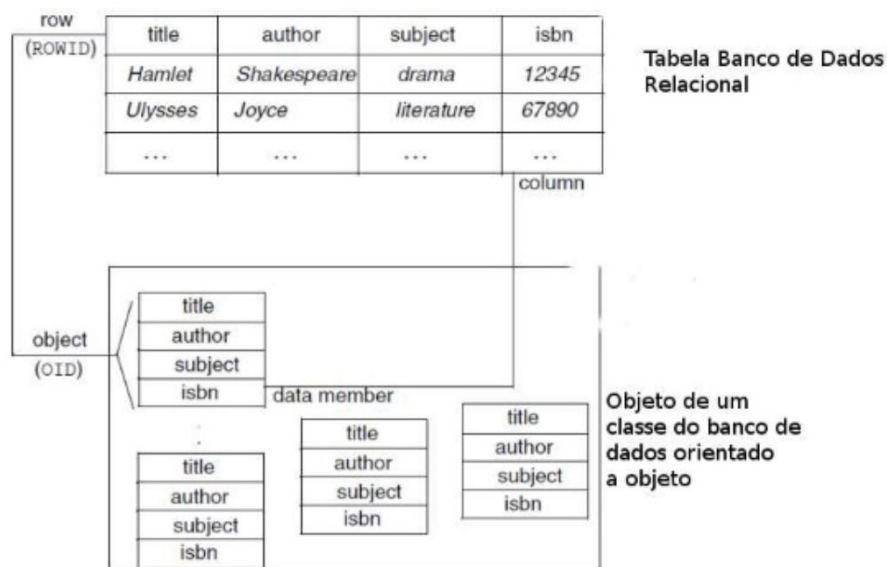 row
(ROWID)
title author subject isbn
Hamlet Shakespeare drama 12345
Ulysses Joyce literature 67890
... ... ... ...
column
Tabela Banco de Dados
Relacional
object
(OID)
title
author
subject
isbn
data member
title
author
subject
isbn
title
author
subject
isbn
title
author
subject
isbn
Objeto de um
classe do banco de
dados orientado
a objeto